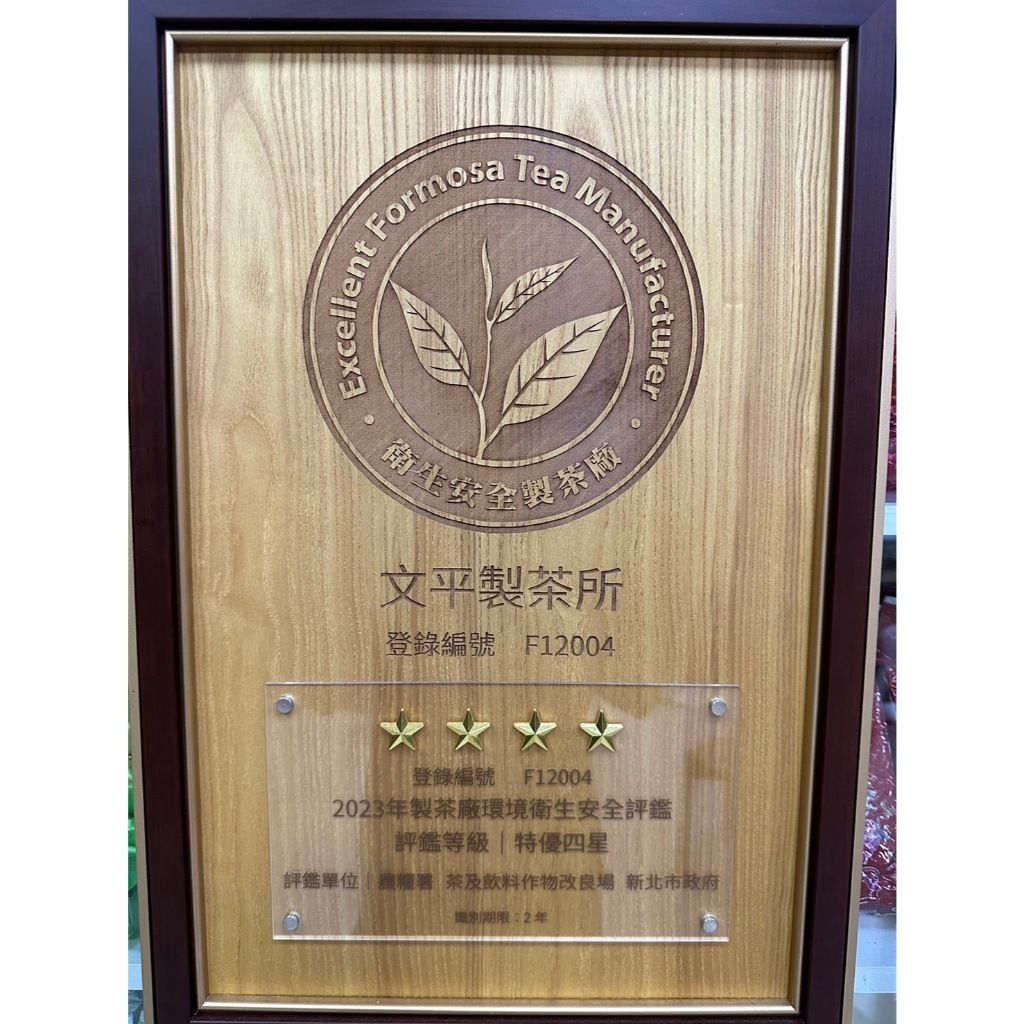 Excellent Formosa Tea Manufacturer
衛生安全製茶廠
文平製茶所
登錄編號 F12004
登錄編號 F12004
2023年製茶廠環境衛生安全評鑑
評鑑等級｜特優四星
評鑑單位｜農糧署 茶及飲料作物改良場 新北市政府
識別期限：2年